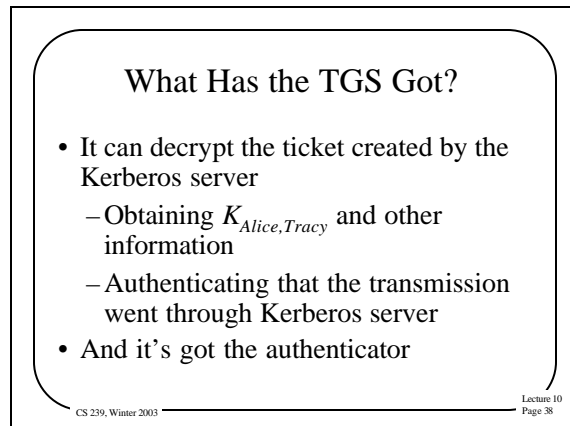 What Has the TGS Got?
• It can decrypt the ticket created by the
Kerberos server
–Obtaining K_Alice,Tracy and other
information
–Authenticating that the transmission
went through Kerberos server
• And it's got the authenticator
CS 239, Winter 2003
Lecture 10
Page 38